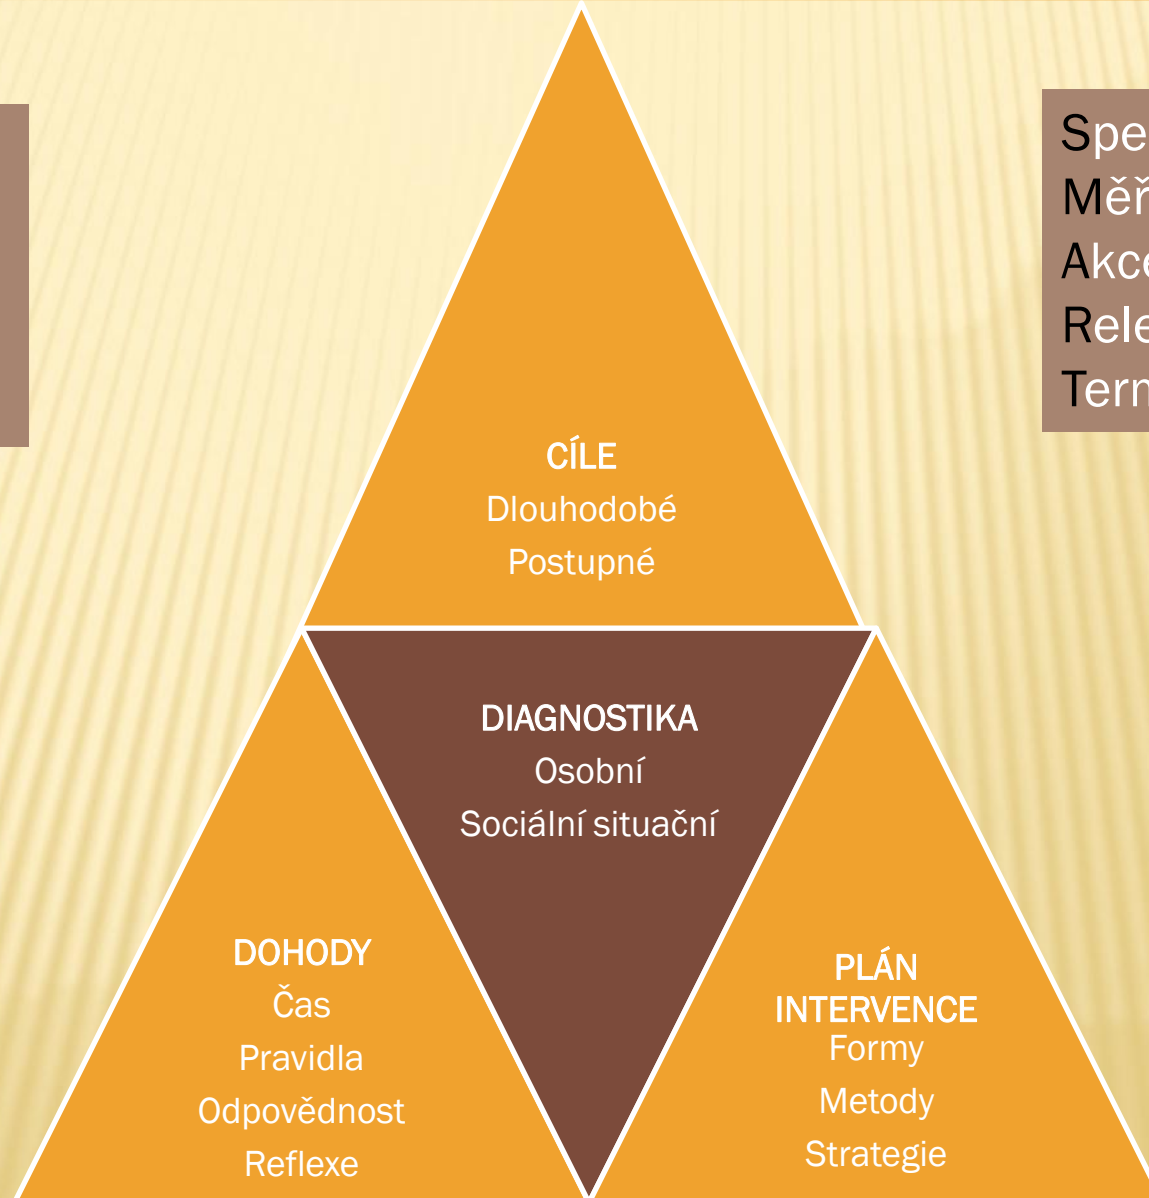 CÍLE
Dlouhodobé
Postupné
DIAGNOSTIKA
Osobní
Sociální situační
DOHODY
Čas
Pravidla
Odpovědnost
Reflexe
PLÁN
INTERVENCE
Formy
Metody
Strategie